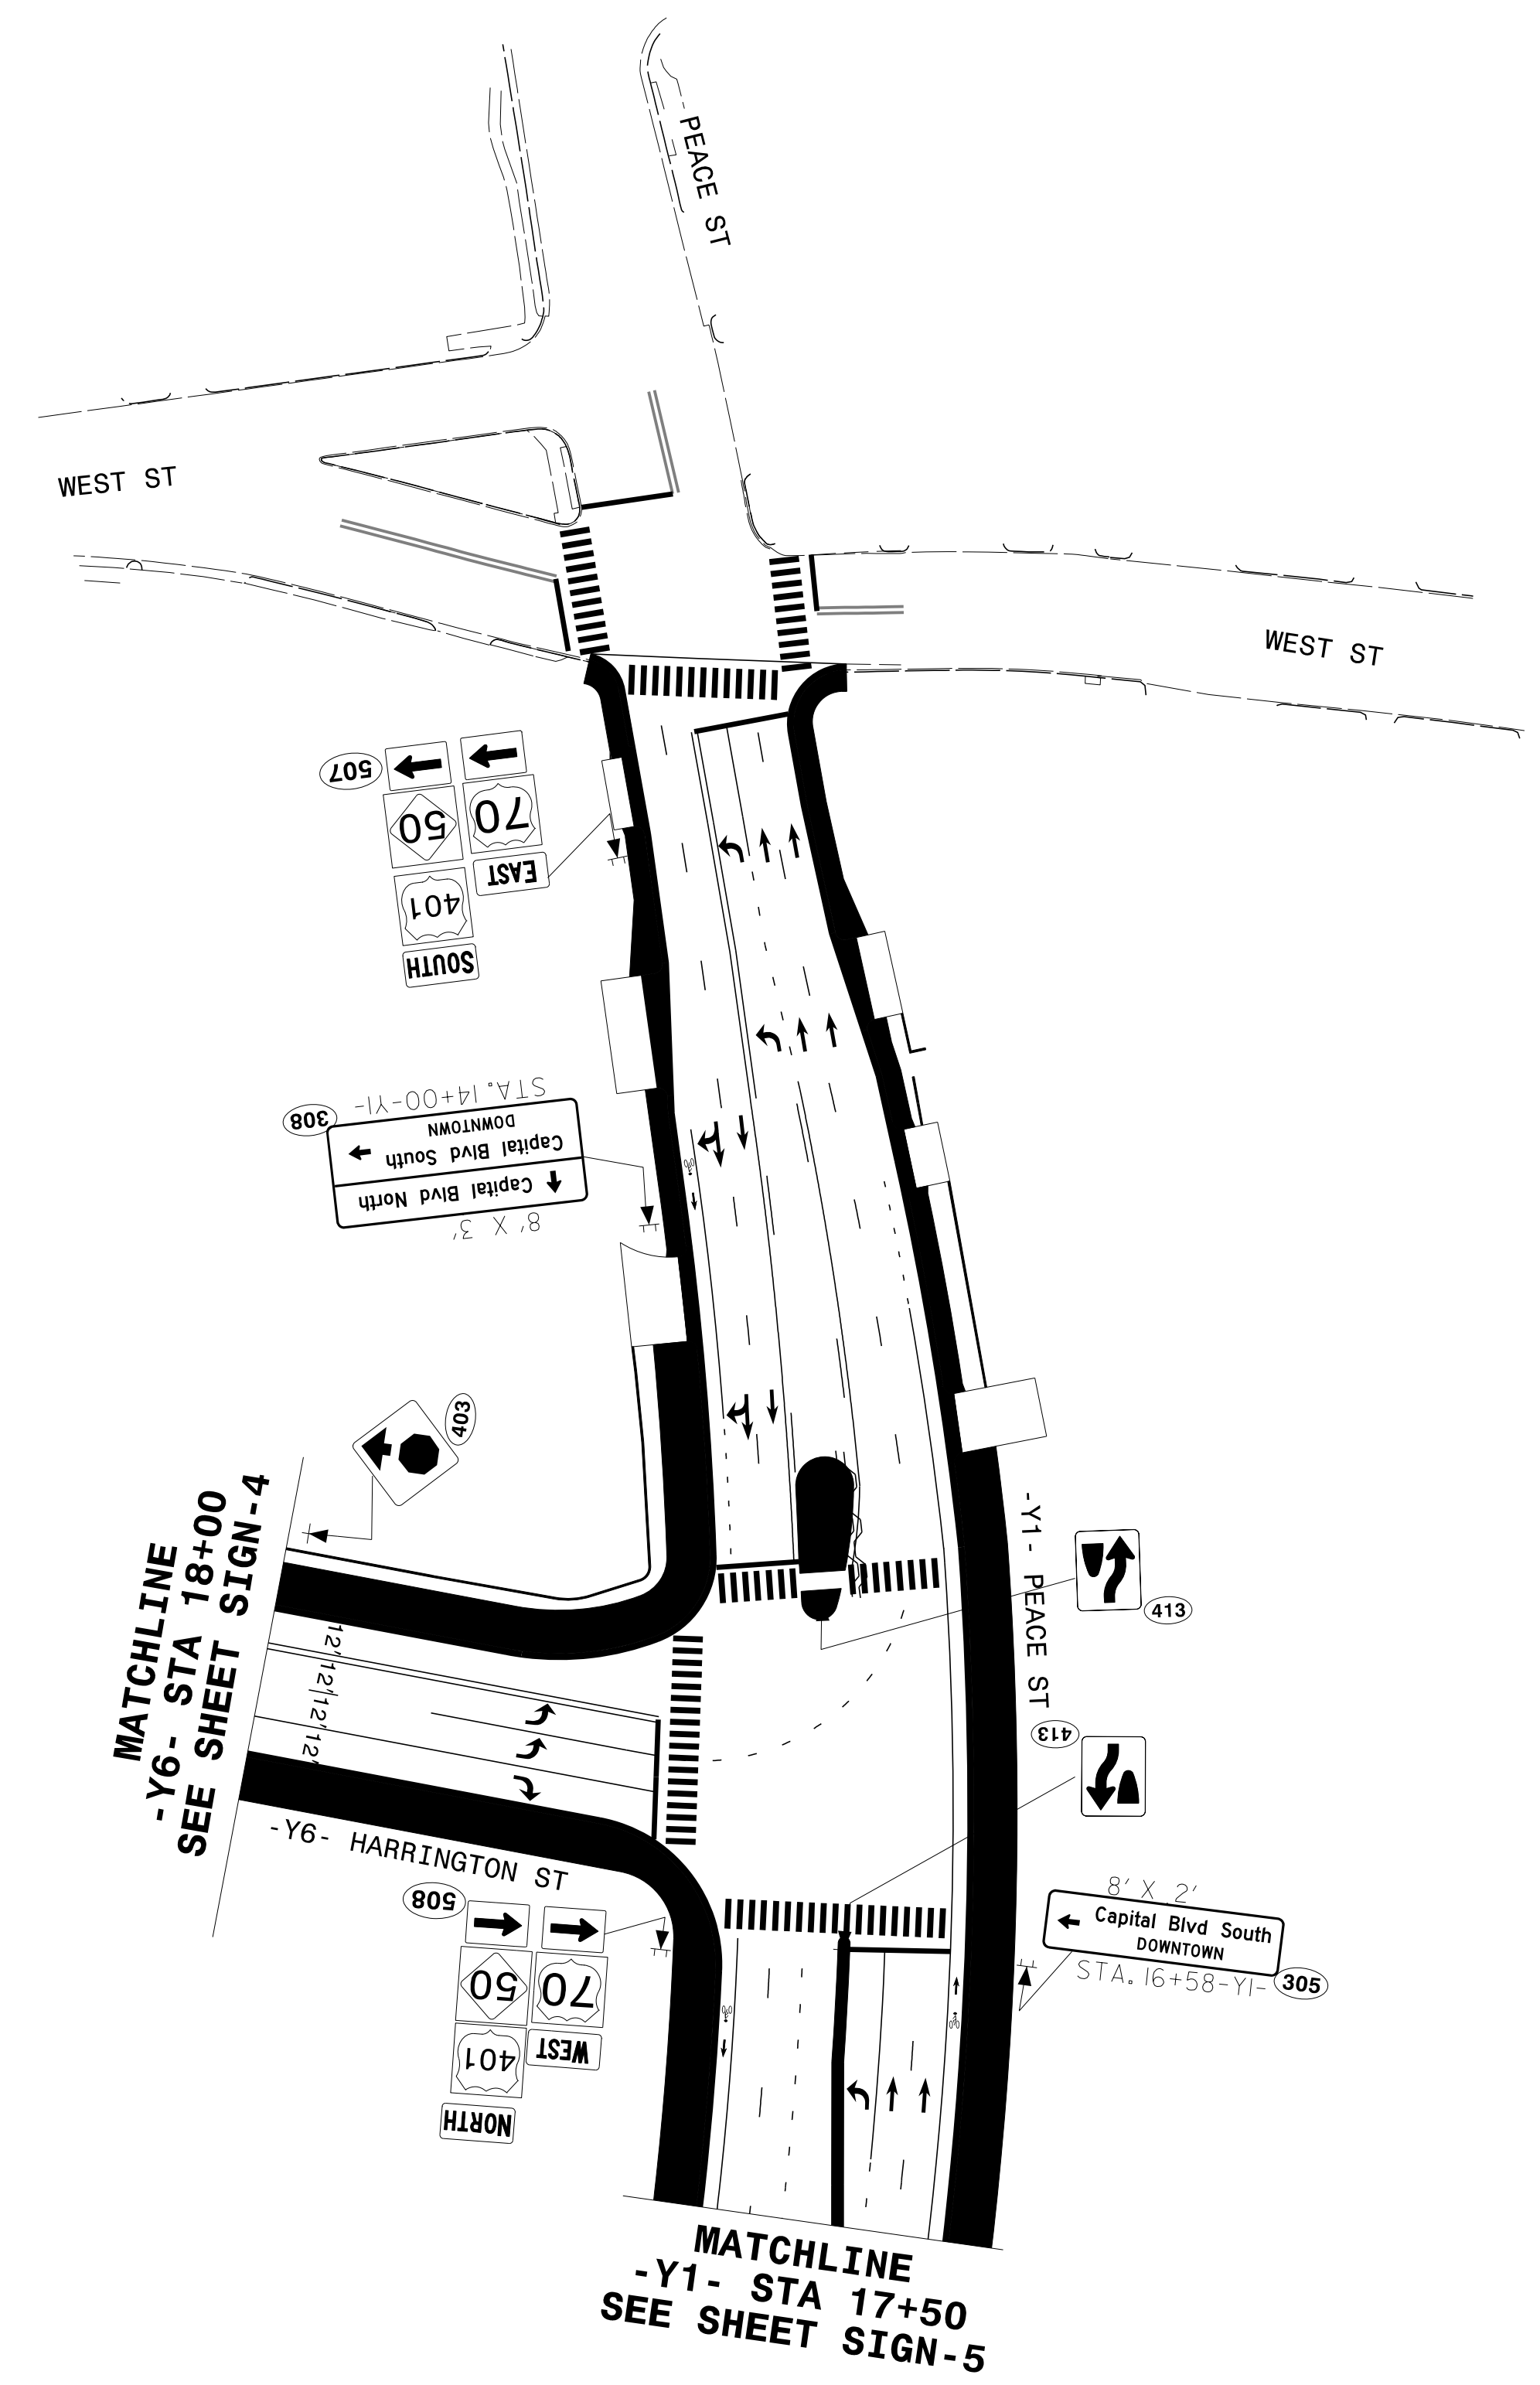 PEACE ST
WEST ST
WEST ST
507
50
70
EAST
401
SOUTH
STA. 14+00-Y1-
308
DOWNTOWN
Capital Blvd South
Capital Blvd North
8' X 3'
403
MATCHLINE
-Y6- STA 18+00
SEE SHEET SIGN-4
12'
12'
12'
12'
-Y6- HARRINGTON ST
-Y1- PEACE ST
413
413
508
50
70
WEST
401
NORTH
8' X 2'
Capital Blvd South
DOWNTOWN
STA. 16+58-Y1-
305
MATCHLINE
-Y1- STA 17+50
SEE SHEET SIGN-5